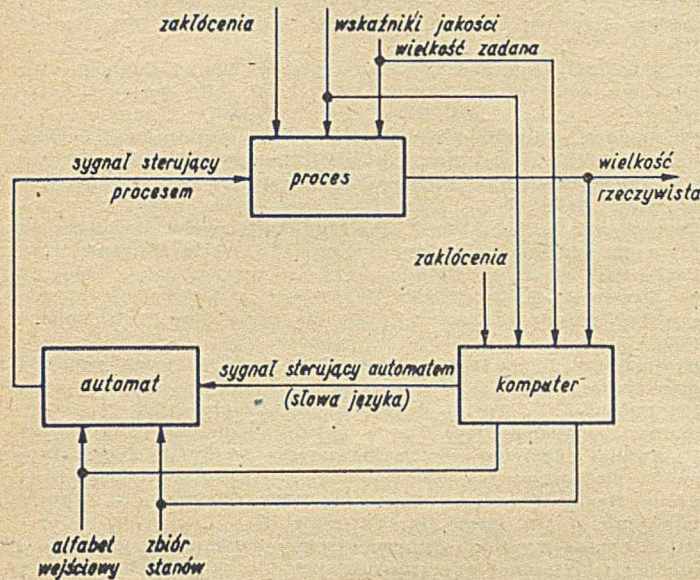 zakłócenia
wskaźniki jakości
wielkość zadana
sygnał sterujący
procesem
proces
wielkość
rzeczywista
zakłócenia
automat
sygnał sterujący automatem
(słowa języka)
komputer
alfabet
wejściowy
zbiór
stanów